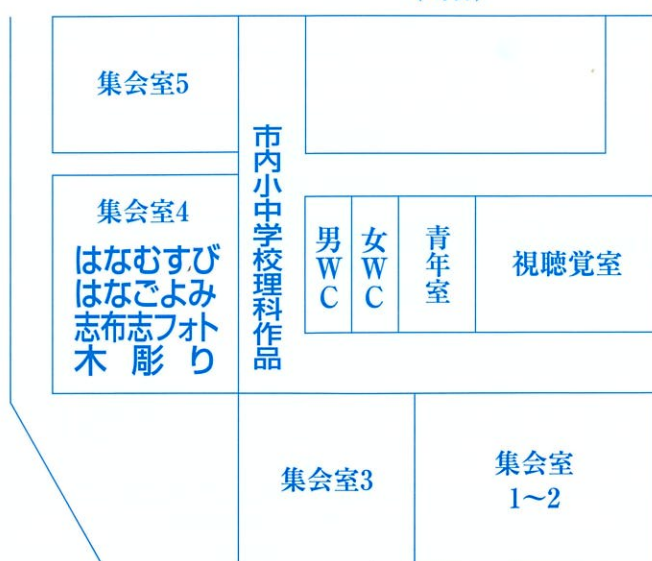 集会室5
集会室4
はなむすび
はなごよみ
志布志フォト
木彫り
市内小中学校理科作品
男WC
女WC
青年室
視聴覚室
集会室3
集会室
1～2